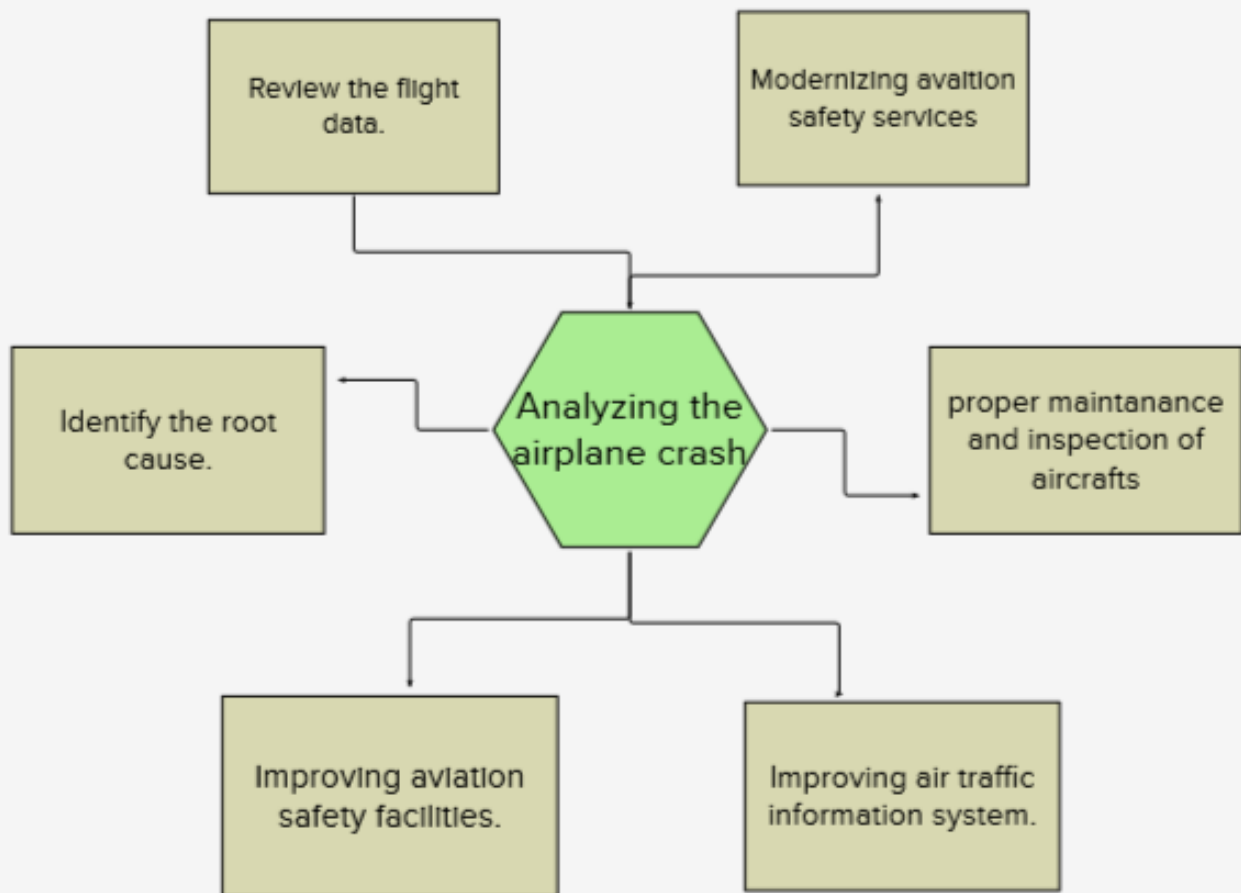 Review the flight
data.
Modernizing avaition
safety services
Identify the root
cause.
Analyzing the
airplane crash
proper maintanance
and inspection of
aircrafts
Improving aviation
safety facilities.
Improving air traffic
information system.